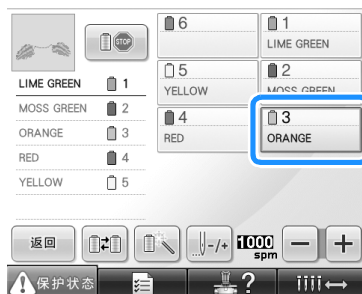 STOP
LIME GREEN 1
MOSS GREEN 2
ORANGE 3
RED 4
YELLOW 5
6
1
LIME GREEN
5
YELLOW
2
MOSS GREEN
4
RED
3
ORANGE
返回
-/+
1000
spm
- +
保护状态
?